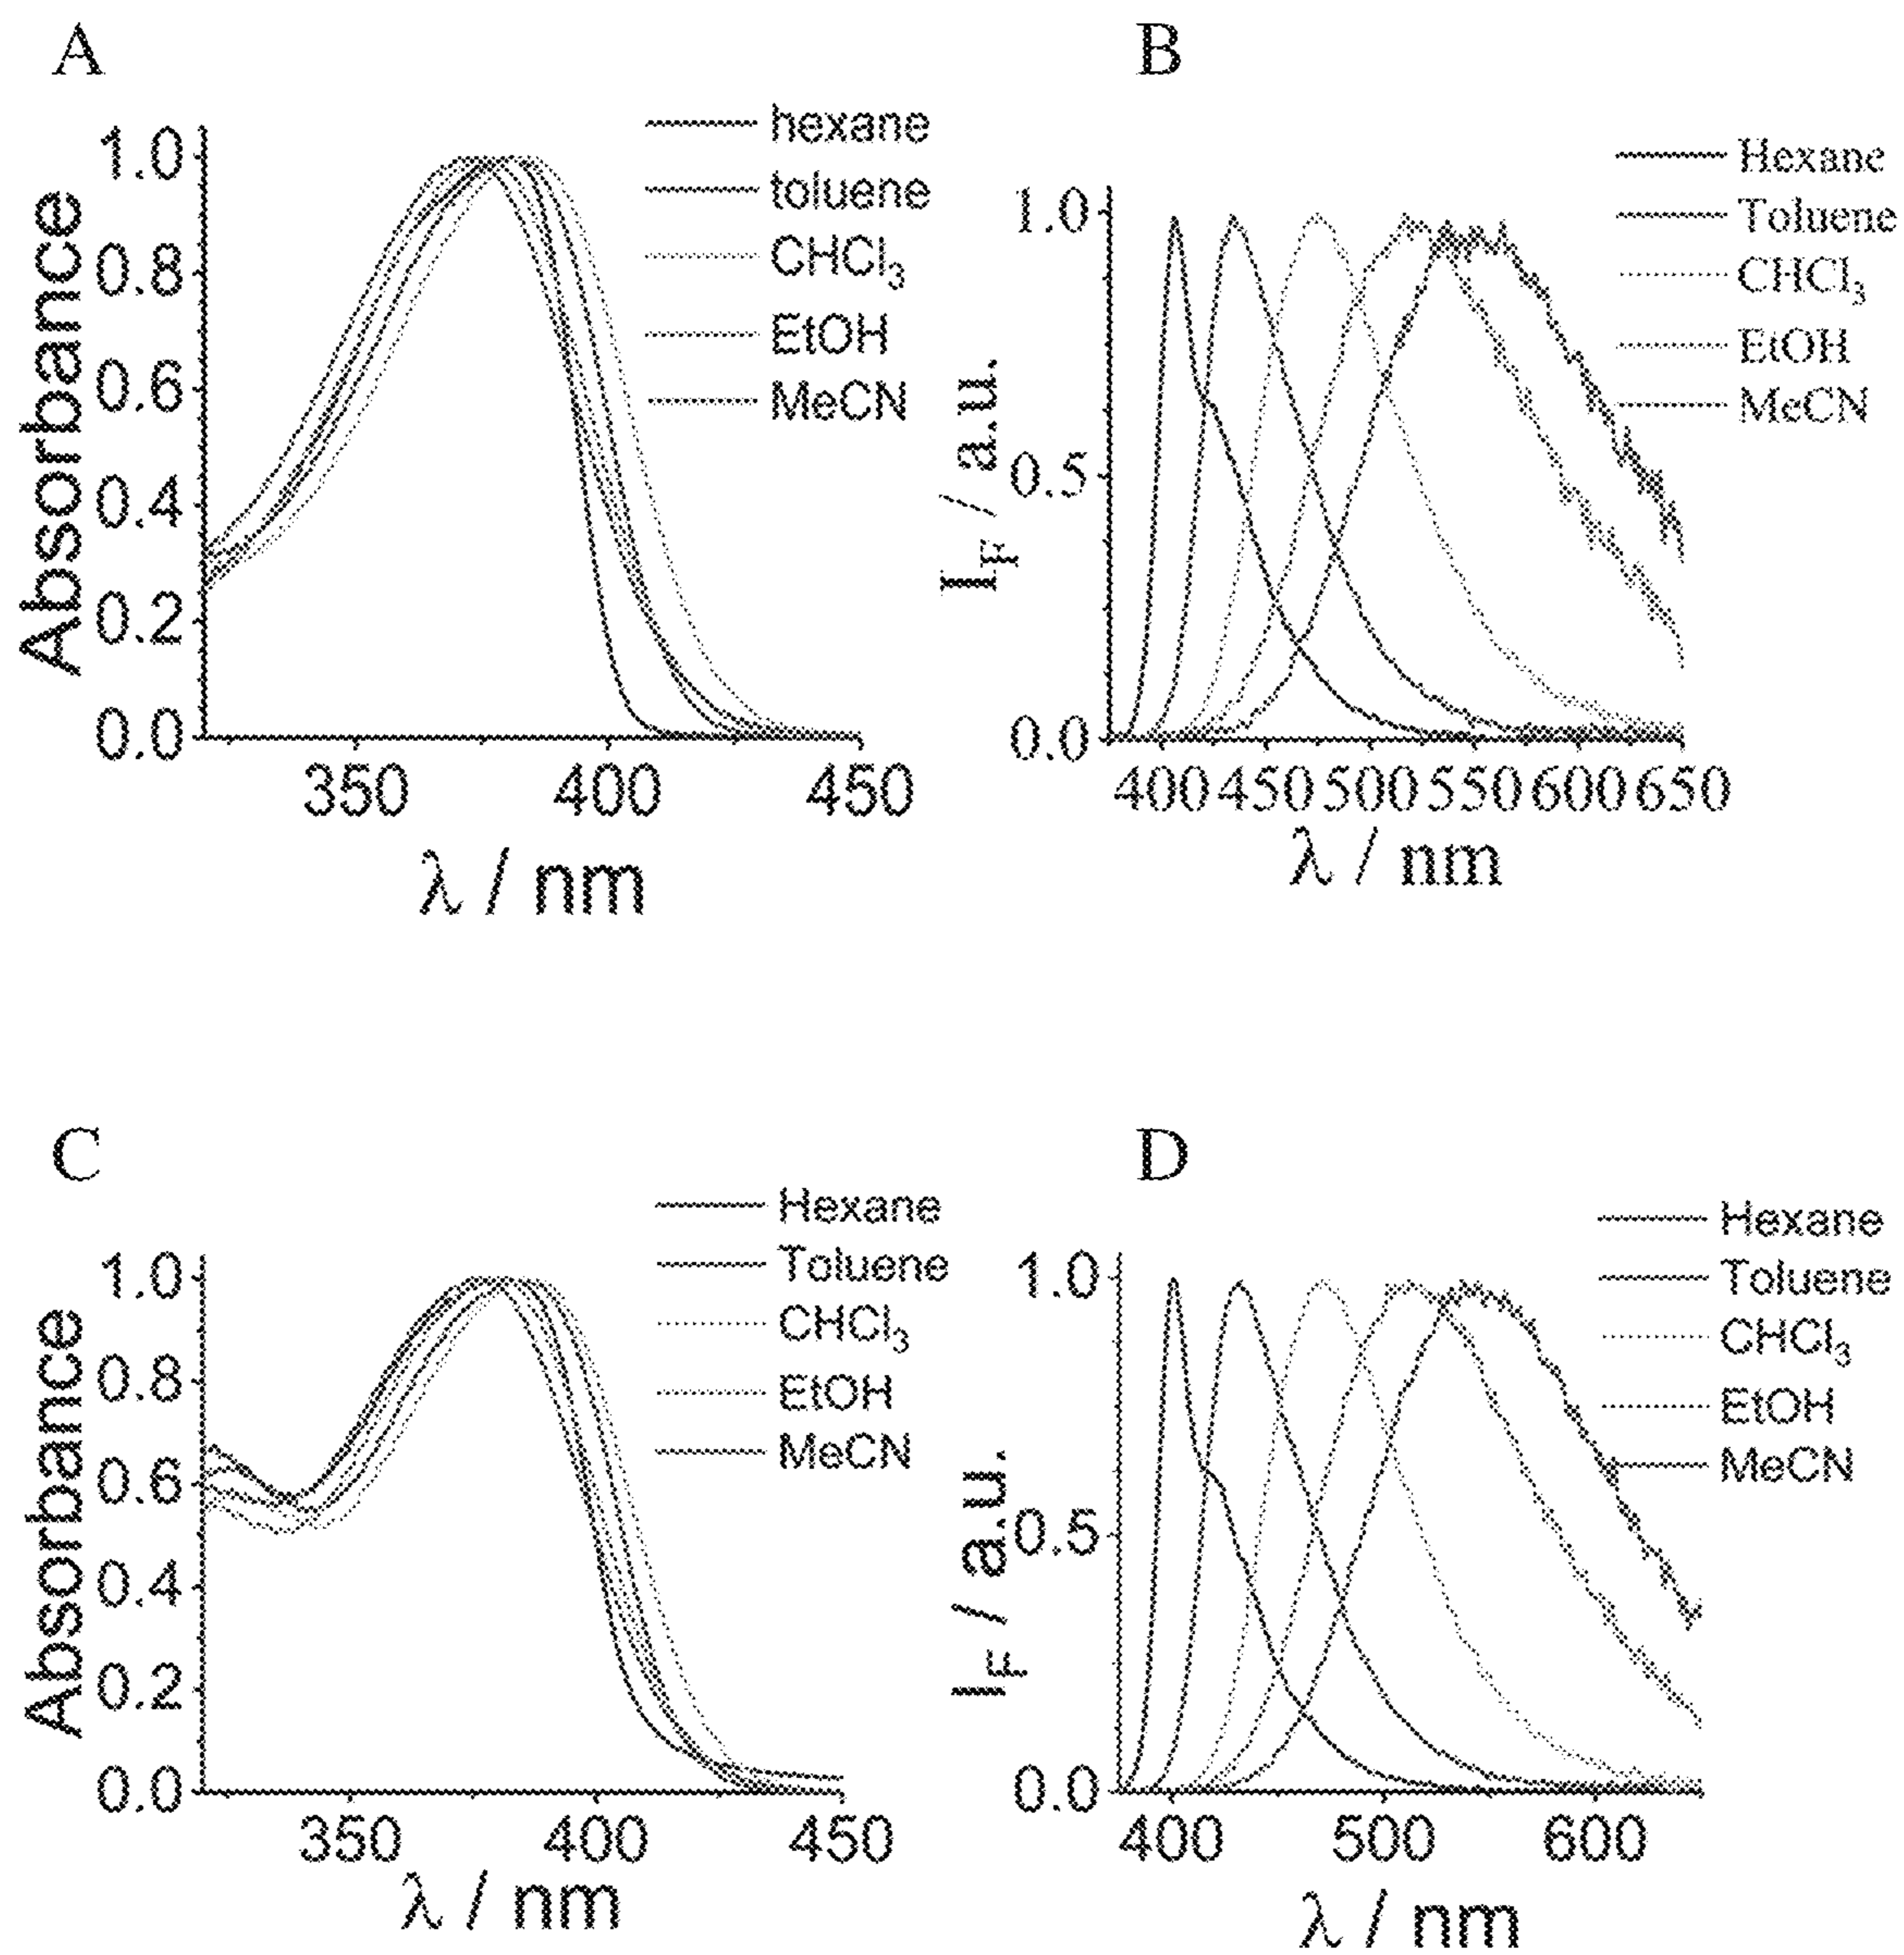 A
1.0
0.8
0.6
0.4
0.2
0.0
Absorbance
350 400 450
λ / nm
hexane
toluene
CHCl3
EtOH
MeCN
B
1.0
0.5
0.0
IF / a.u.
400 450 500 550 600 650
λ / nm
Hexane
Toluene
CHCl3
EtOH
MeCN
C
1.0
0.8
0.6
0.4
0.2
0.0
Absorbance
350 400 450
λ / nm
Hexane
Toluene
CHCl3
EtOH
MeCN
D
1.0
0.5
0.0
IF / a.u.
400 500 600
λ / nm
Hexane
Toluene
CHCl3
EtOH
MeCN